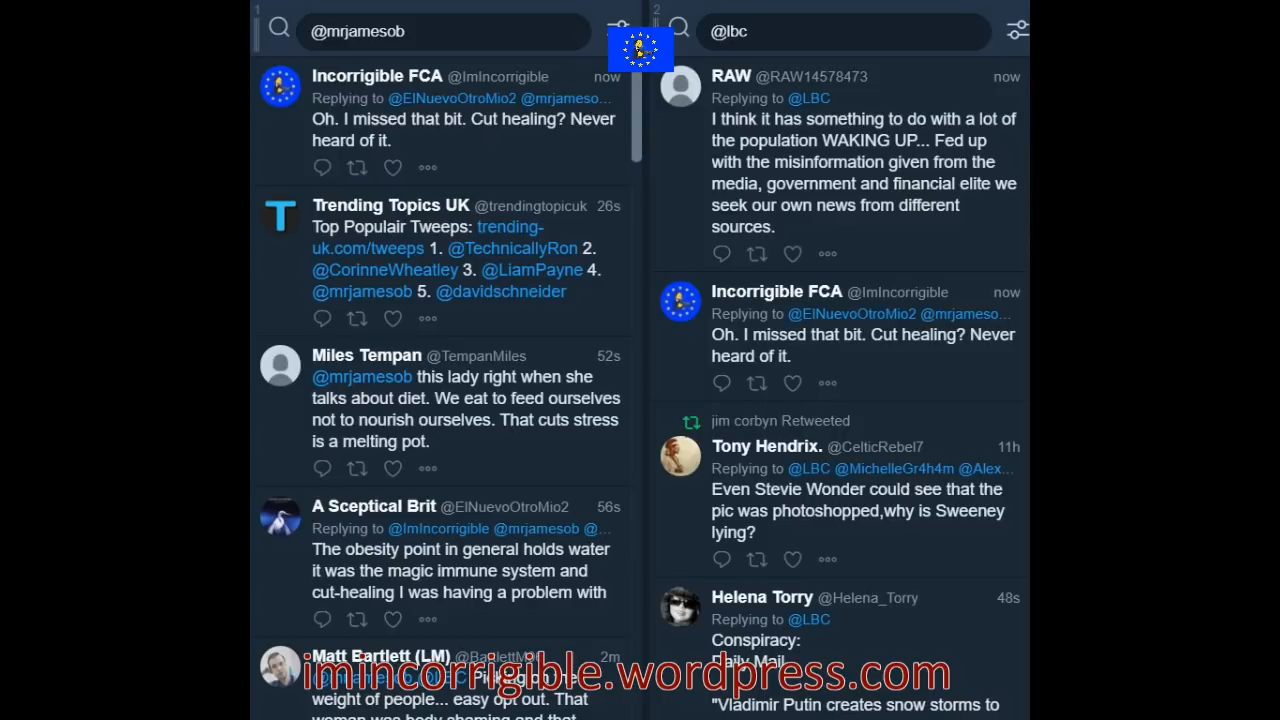 1
@mrjamesob
Incorrigible FCA @ImIncorrigible now
Replying to @ElNuevoOtroMio2 @mrjameso...
Oh. I missed that bit. Cut healing? Never
heard of it.
Trending Topics UK @trendingtopicuk 26s
Top Populair Tweeps: trending-
uk.com/tweeps 1. @TechnicallyRon 2.
@CorinneWheatley 3. @LiamPayne 4.
@mrjamesob 5. @davidschneider
Miles Tempan @TempanMiles 52s
@mrjamesob this lady right when she
talks about diet. We eat to feed ourselves
not to nourish ourselves. That cuts stress
is a melting pot.
A Sceptical Brit @ElNuevoOtroMio2 56s
Replying to @ImIncorrigible @mrjamesob @...
The obesity point in general holds water
it was the magic immune system and
cut-healing I was having a problem with
Matt Bartlett (LM) 2m
weight of people... easy opt out. That
woman was body shaming and that
2
@lbc
RAW @RAW14578473 now
Replying to @LBC
I think it has something to do with a lot of
the population WAKING UP... Fed up
with the misinformation given from the
media, government and financial elite we
seek our own news from different
sources.
Incorrigible FCA @ImIncorrigible now
Replying to @ElNuevoOtroMio2 @mrjameso...
Oh. I missed that bit. Cut healing? Never
heard of it.
jim corbyn Retweeted
Tony Hendrix. @CelticRebel7 11h
Replying to @LBC @MichelleGr4h4m @Alex...
Even Stevie Wonder could see that the
pic was photoshopped,why is Sweeney
lying?
Helena Torry @Helena_Torry 48s
Replying to @LBC
Conspiracy:
Daily Mail
"Vladimir Putin creates snow storms to
imincorrigible.wordpress.com